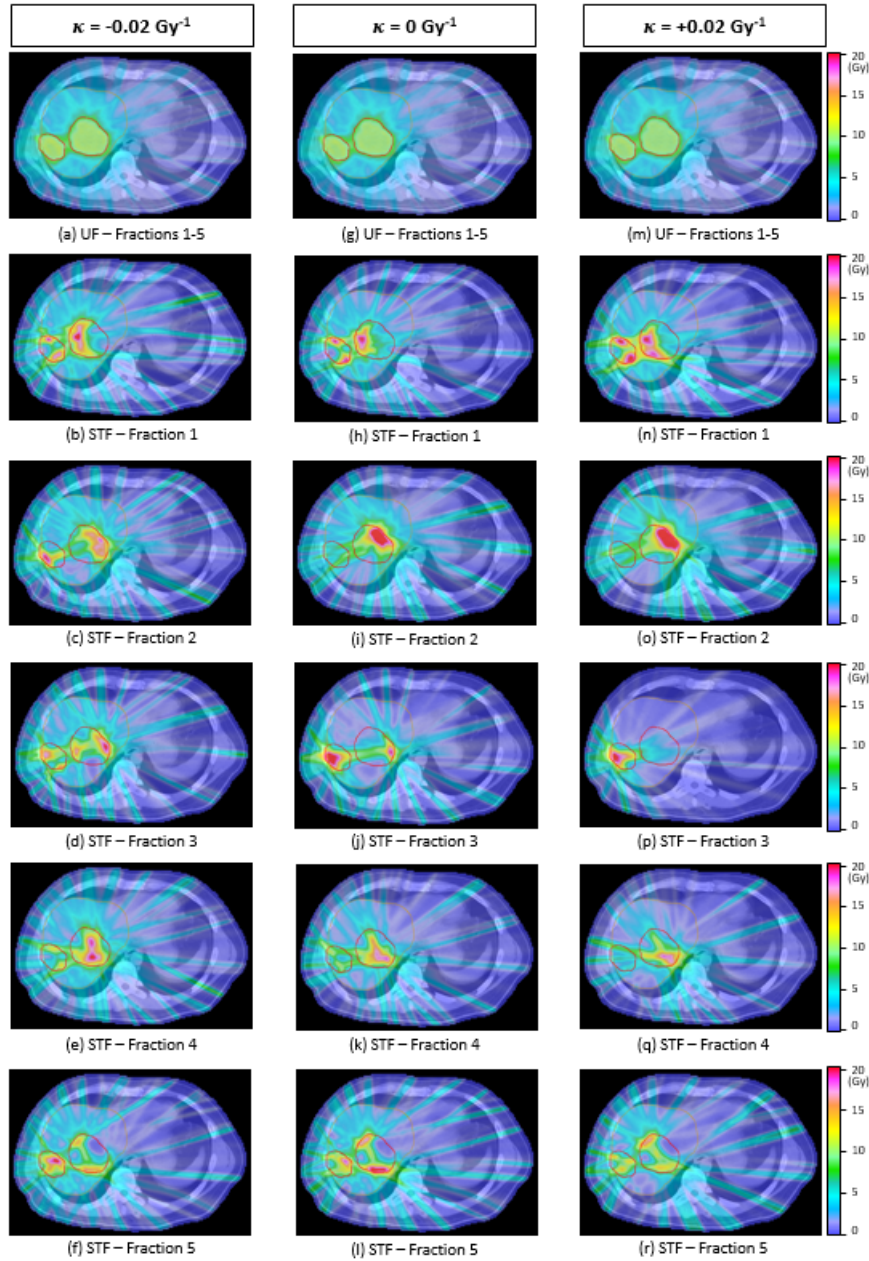 κ = -0.02 Gy-1 κ = 0 Gy-1 κ = +0.02 Gy-1
20
(Gy)
15
10
5
0
(a) UF – Fractions 1-5 (g) UF – Fractions 1-5 (m) UF – Fractions 1-5
20
(Gy)
15
10
5
0
(b) STF – Fraction 1 (h) STF – Fraction 1 (n) STF – Fraction 1
20
(Gy)
15
10
5
0
(c) STF – Fraction 2 (i) STF – Fraction 2 (o) STF – Fraction 2
20
(Gy)
15
10
5
0
(d) STF – Fraction 3 (j) STF – Fraction 3 (p) STF – Fraction 3
20
(Gy)
15
10
5
0
(e) STF – Fraction 4 (k) STF – Fraction 4 (q) STF – Fraction 4
20
(Gy)
15
10
5
0
(f) STF – Fraction 5 (l) STF – Fraction 5 (r) STF – Fraction 5